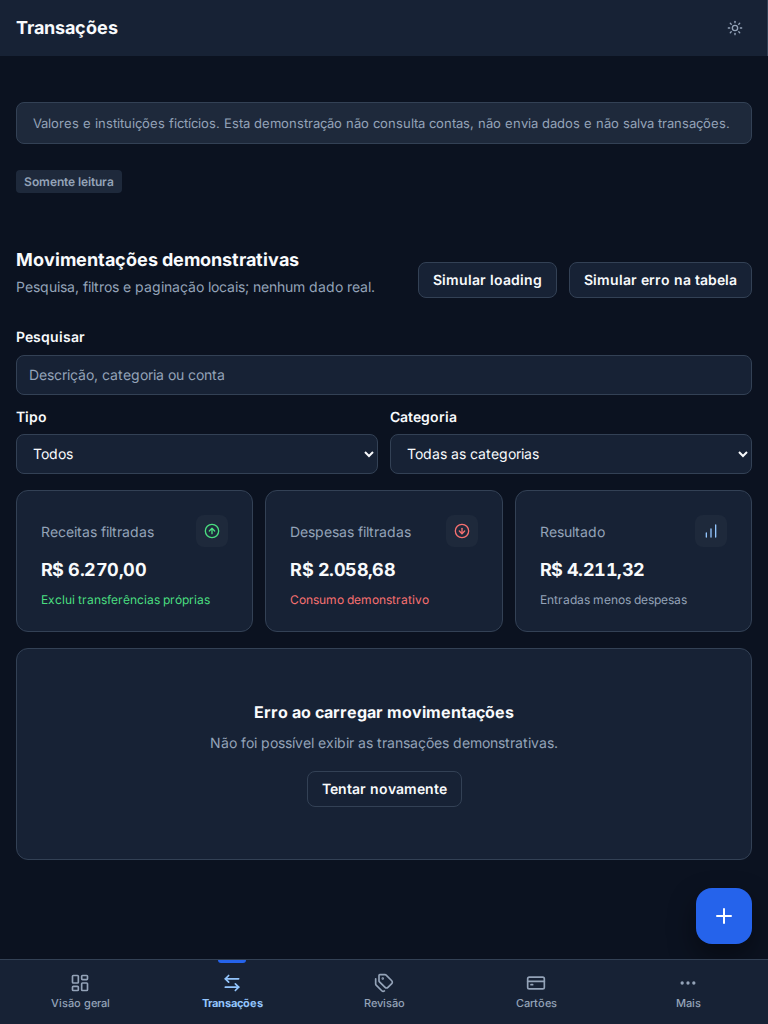 Transações
Valores e instituições fictícios. Esta demonstração não consulta contas, não envia dados e não salva transações.
Somente leitura
Movimentações demonstrativas
Pesquisa, filtros e paginação locais; nenhum dado real.
Simular loading
Simular erro na tabela
Pesquisar
Descrição, categoria ou conta
Tipo
Categoria
Todos
Todas as categorias
Receitas filtradas
R$ 6.270,00
Exclui transferências próprias
Despesas filtradas
R$ 2.058,68
Consumo demonstrativo
Resultado
R$ 4.211,32
Entradas menos despesas
Erro ao carregar movimentações
Não foi possível exibir as transações demonstrativas.
Tentar novamente
Visão geral
Transações
Revisão
Cartões
Mais